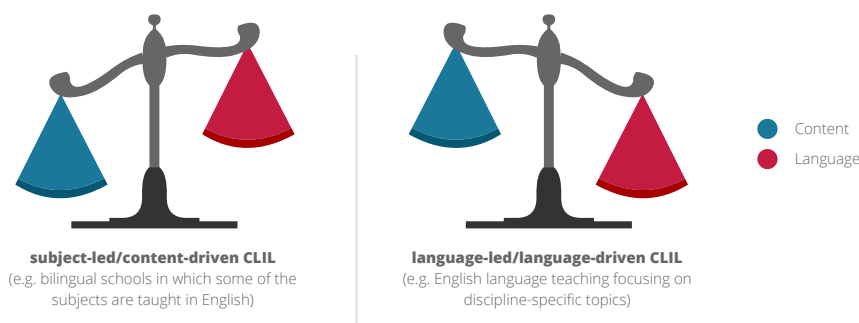 Content
Language
subject-led/content-driven CLIL
(e.g. bilingual schools in which some of the
subjects are taught in English)
language-led/language-driven CLIL
(e.g. English language teaching focusing on
discipline-specific topics)